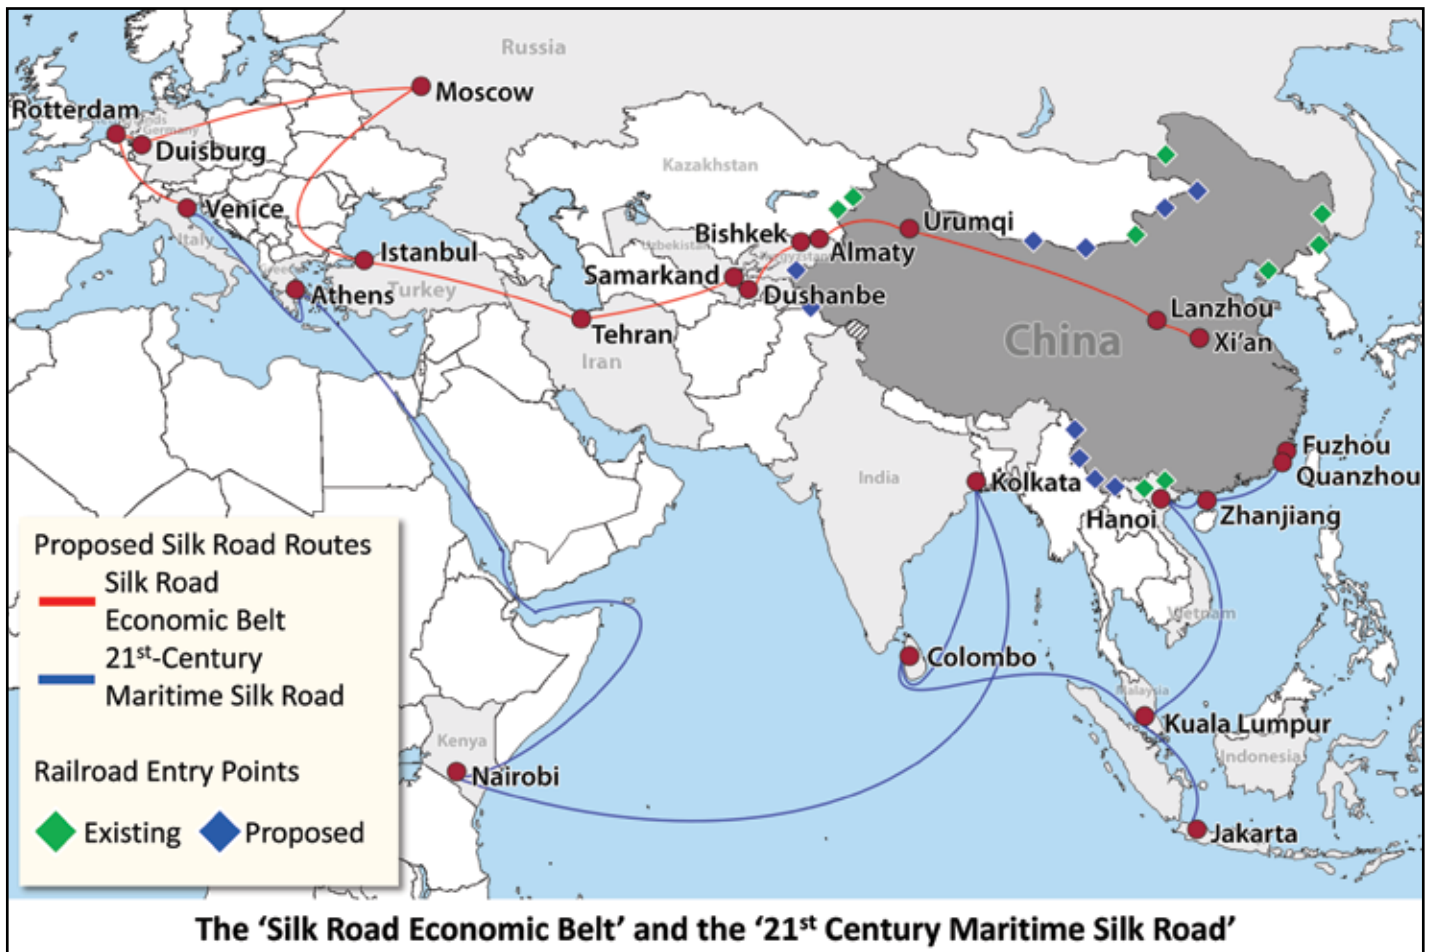 Russia
Moscow
Rotterdam
Germany
Duisburg
Kazakhstan
Venice
Urumqi
Bishkek
Italy
Uzbekistan
Almaty
Istanbul
Samarkand
Turkey
Athens
Dushanbe
Lanzhou
Tehran
China
Xi'an
Iran
Fuzhou
India
Kolkata
Quanzhou
Hanoi
Zhanjiang
Vietnam
Colombo
Malaysia
Kuala Lumpur
Kenya
Indonesia
Nairobi
Jakarta
Proposed Silk Road Routes
Silk Road
Economic Belt
21st-Century
Maritime Silk Road
Railroad Entry Points
Existing
Proposed
The 'Silk Road Economic Belt' and the '21st Century Maritime Silk Road'